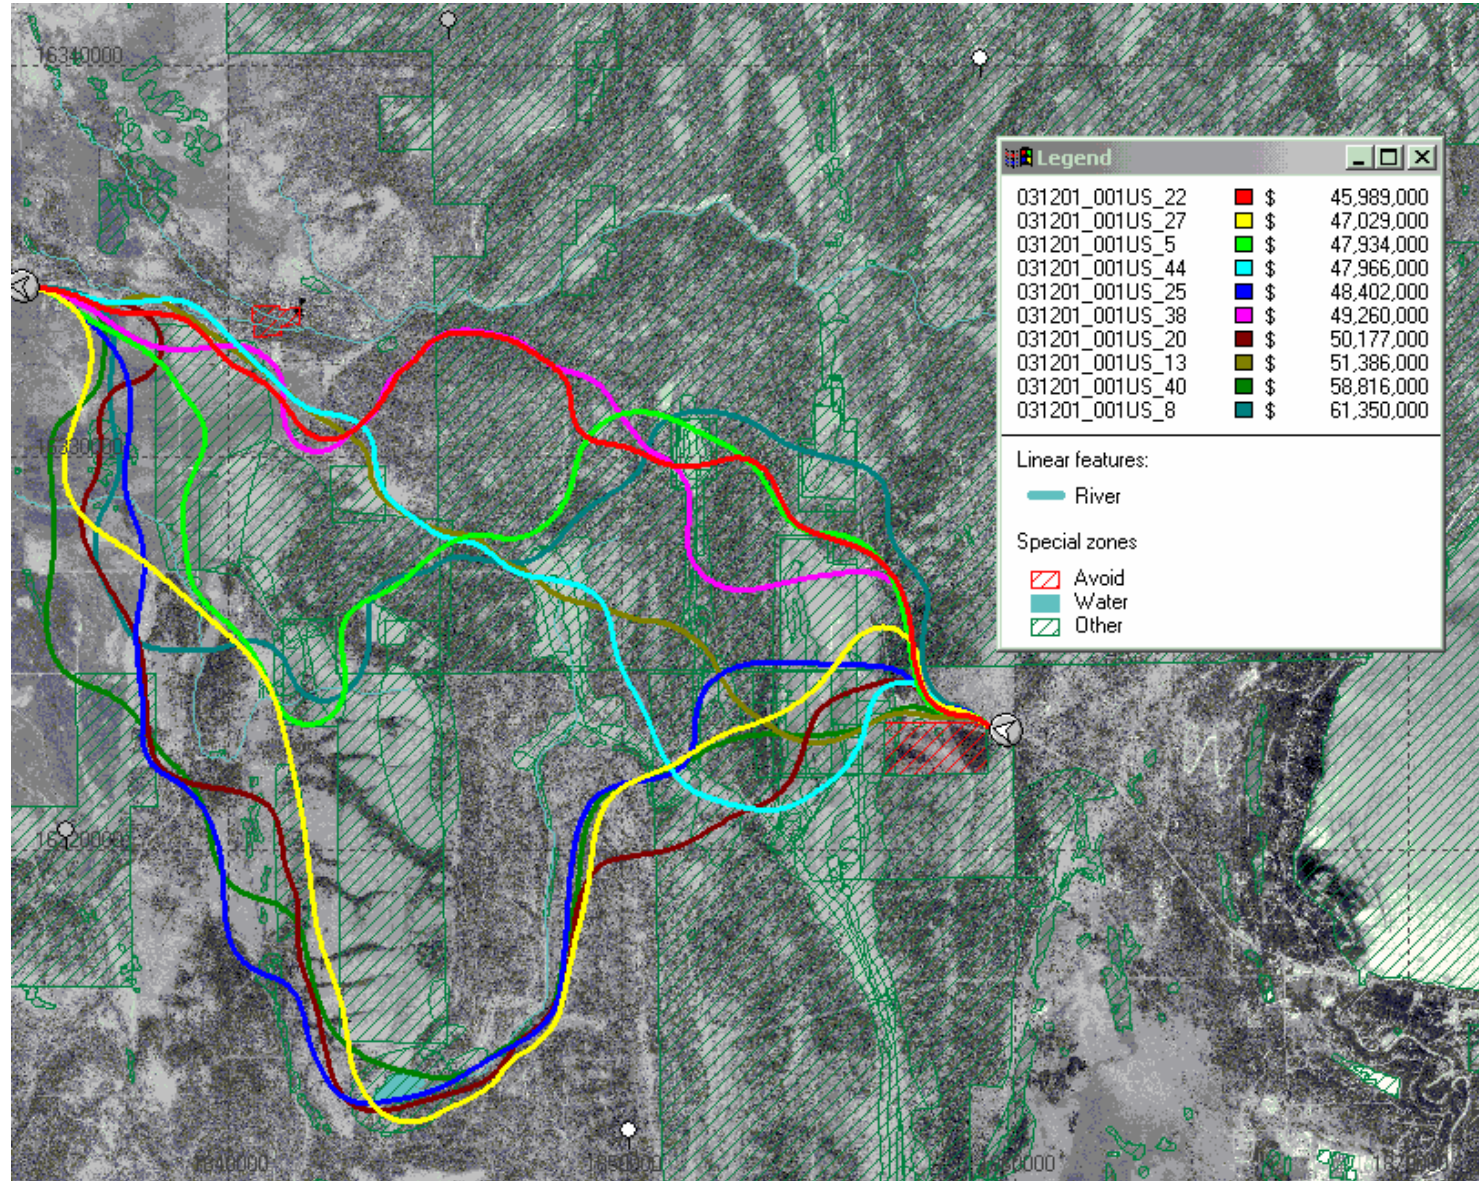 16340000
Legend
031201_001US_22 $ 45,989,000
031201_001US_27 $ 47,029,000
031201_001US_5 $ 47,934,000
031201_001US_44 $ 47,966,000
031201_001US_25 $ 48,402,000
031201_001US_38 $ 49,260,000
031201_001US_20 $ 50,177,000
031201_001US_13 $ 51,386,000
031201_001US_40 $ 58,816,000
031201_001US_8 $ 61,350,000
Linear features:
River
Special zones
Avoid
Water
Other